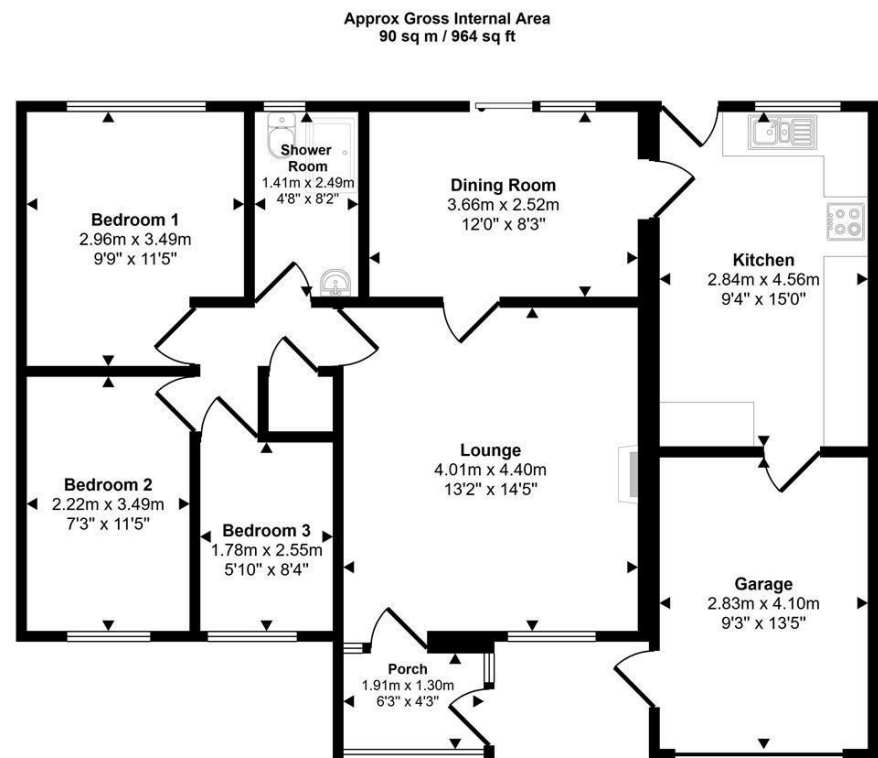 Approx Gross Internal Area
90 sq m / 964 sq ft
Bedroom 1
2.96m x 3.49m
9'9" x 11'5"
Shower
Room
1.41m x 2.49m
4'8" x 8'2"
Dining Room
3.66m x 2.52m
12'0" x 8'3"
Kitchen
2.84m x 4.56m
9'4" x 15'0"
Bedroom 2
2.22m x 3.49m
7'3" x 11'5"
Bedroom 3
1.78m x 2.55m
5'10" x 8'4"
Lounge
4.01m x 4.40m
13'2" x 14'5"
Garage
2.83m x 4.10m
9'3" x 13'5"
Porch
1.91m x 1.30m
6'3" x 4'3"